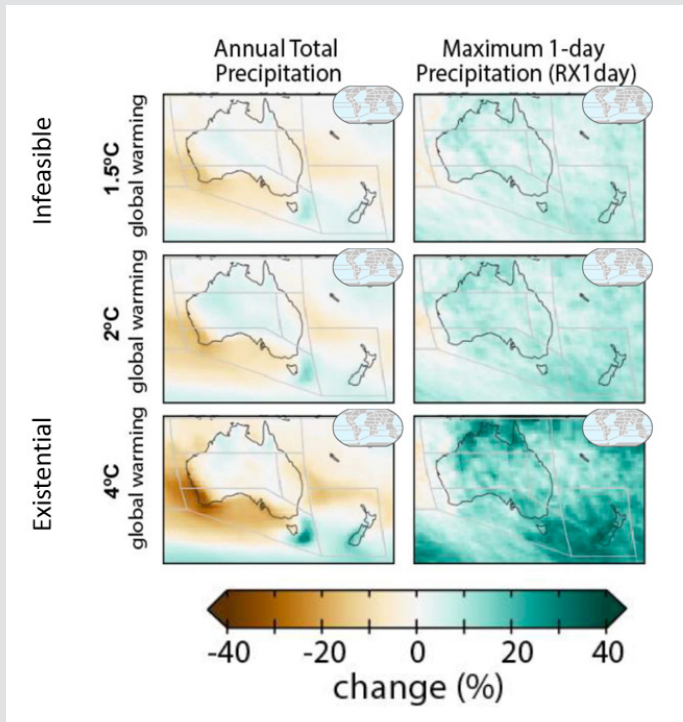 Annual Total
Precipitation
Maximum 1-day
Precipitation (RX1day)
Infeasible
1.5ºC
global warming
2ºC
global warming
Existential
4ºC
global warming
-40 -20 0 20 40
change (%)